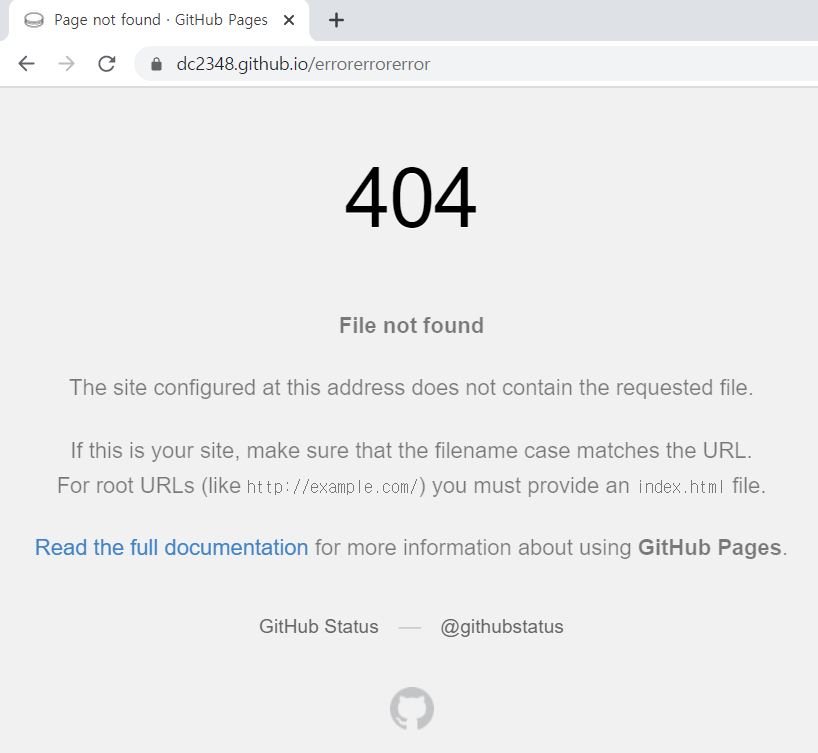 Page not found · GitHub Pages
dc2348.github.io/errorerrorerror
404
File not found
The site configured at this address does not contain the requested file.
If this is your site, make sure that the filename case matches the URL.
For root URLs (like http://example.com/) you must provide an index.html file.
Read the full documentation for more information about using GitHub Pages.
GitHub Status — @githubstatus